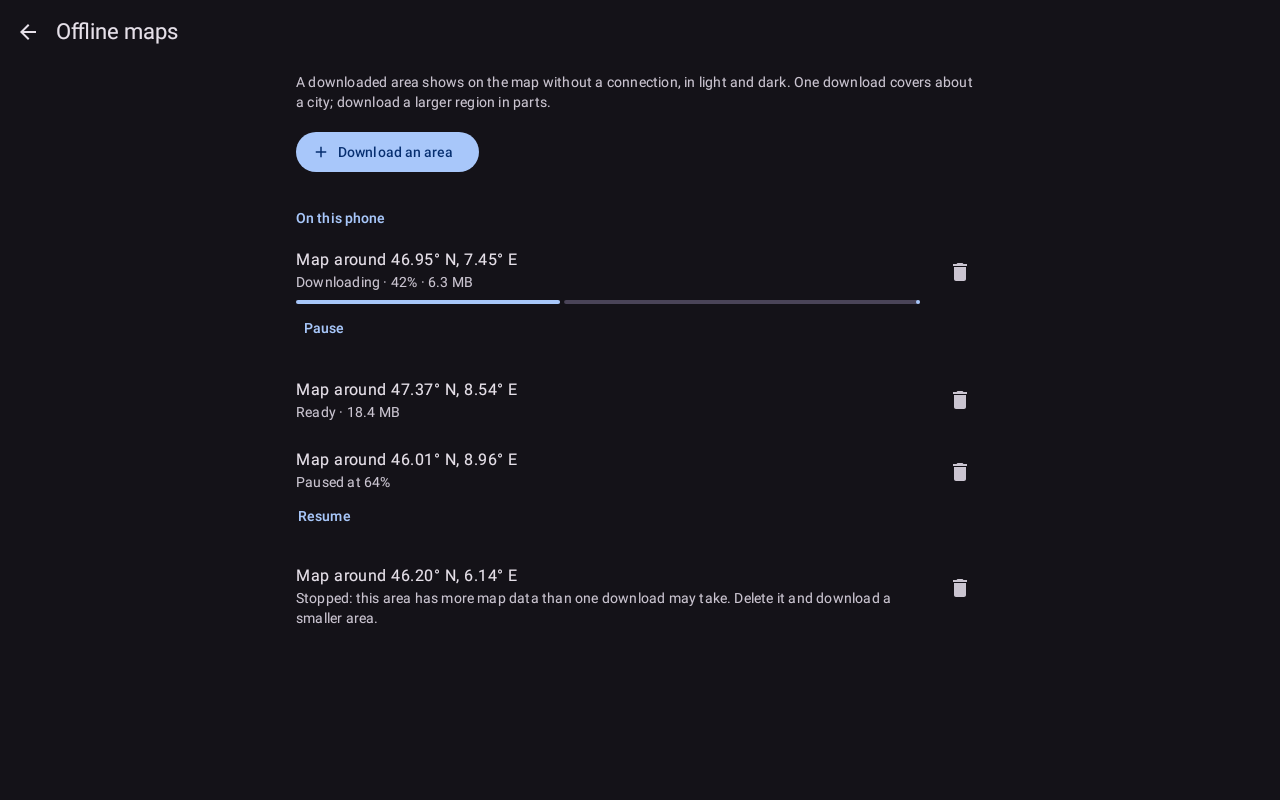 Offline maps
A downloaded area shows on the map without a connection, in light and dark. One download covers about
a city; download a larger region in parts.
Download an area
On this phone
Map around 46.95° N, 7.45° E
Downloading · 42% · 6.3 MB
Pause
Map around 47.37° N, 8.54° E
Ready · 18.4 MB
Map around 46.01° N, 8.96° E
Paused at 64%
Resume
Map around 46.20° N, 6.14° E
Stopped: this area has more map data than one download may take. Delete it and download a
smaller area.